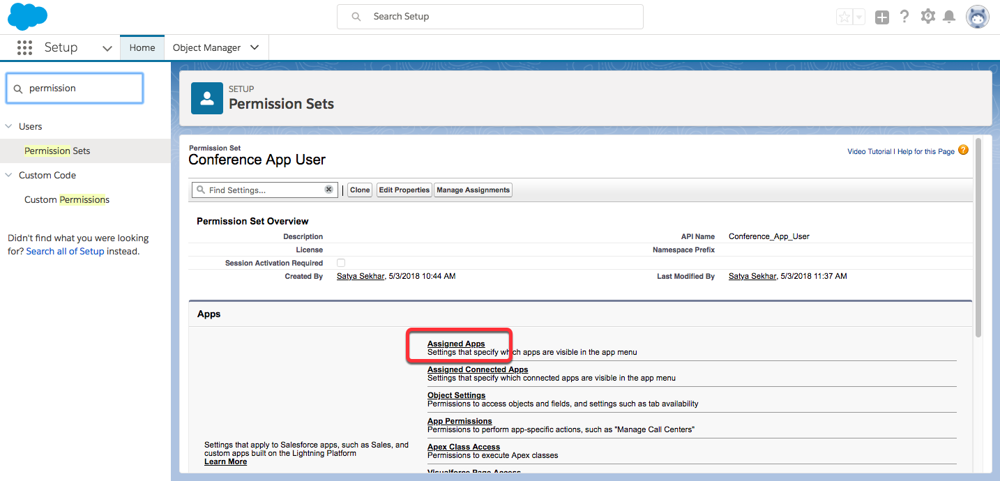 Search Setup
Setup
Home
Object Manager
permission
Users
Permission Sets
Custom Code
Custom Permissions
Didn't find what you were looking
for? Search all of Setup instead.
SETUP
Permission Sets
Permission Set
Conference App User
Video Tutorial | Help for this Page
Find Settings...
Clone
Edit Properties
Manage Assignments
Permission Set Overview
Description
API Name Conference_App_User
License
Namespace Prefix
Session Activation Required
Created By Satya Sekhar, 5/3/2018 10:44 AM
Last Modified By Satya Sekhar, 5/3/2018 11:37 AM
Apps
Settings that apply to Salesforce apps, such as Sales, and
custom apps built on the Lightning Platform
Learn More
Assigned Apps
Settings that specify which apps are visible in the app menu
Assigned Connected Apps
Settings that specify which connected apps are visible in the app menu
Object Settings
Permissions to access objects and fields, and settings such as tab availability
App Permissions
Permissions to perform app-specific actions, such as "Manage Call Centers"
Apex Class Access
Permissions to execute Apex classes
Visualforce Page Access